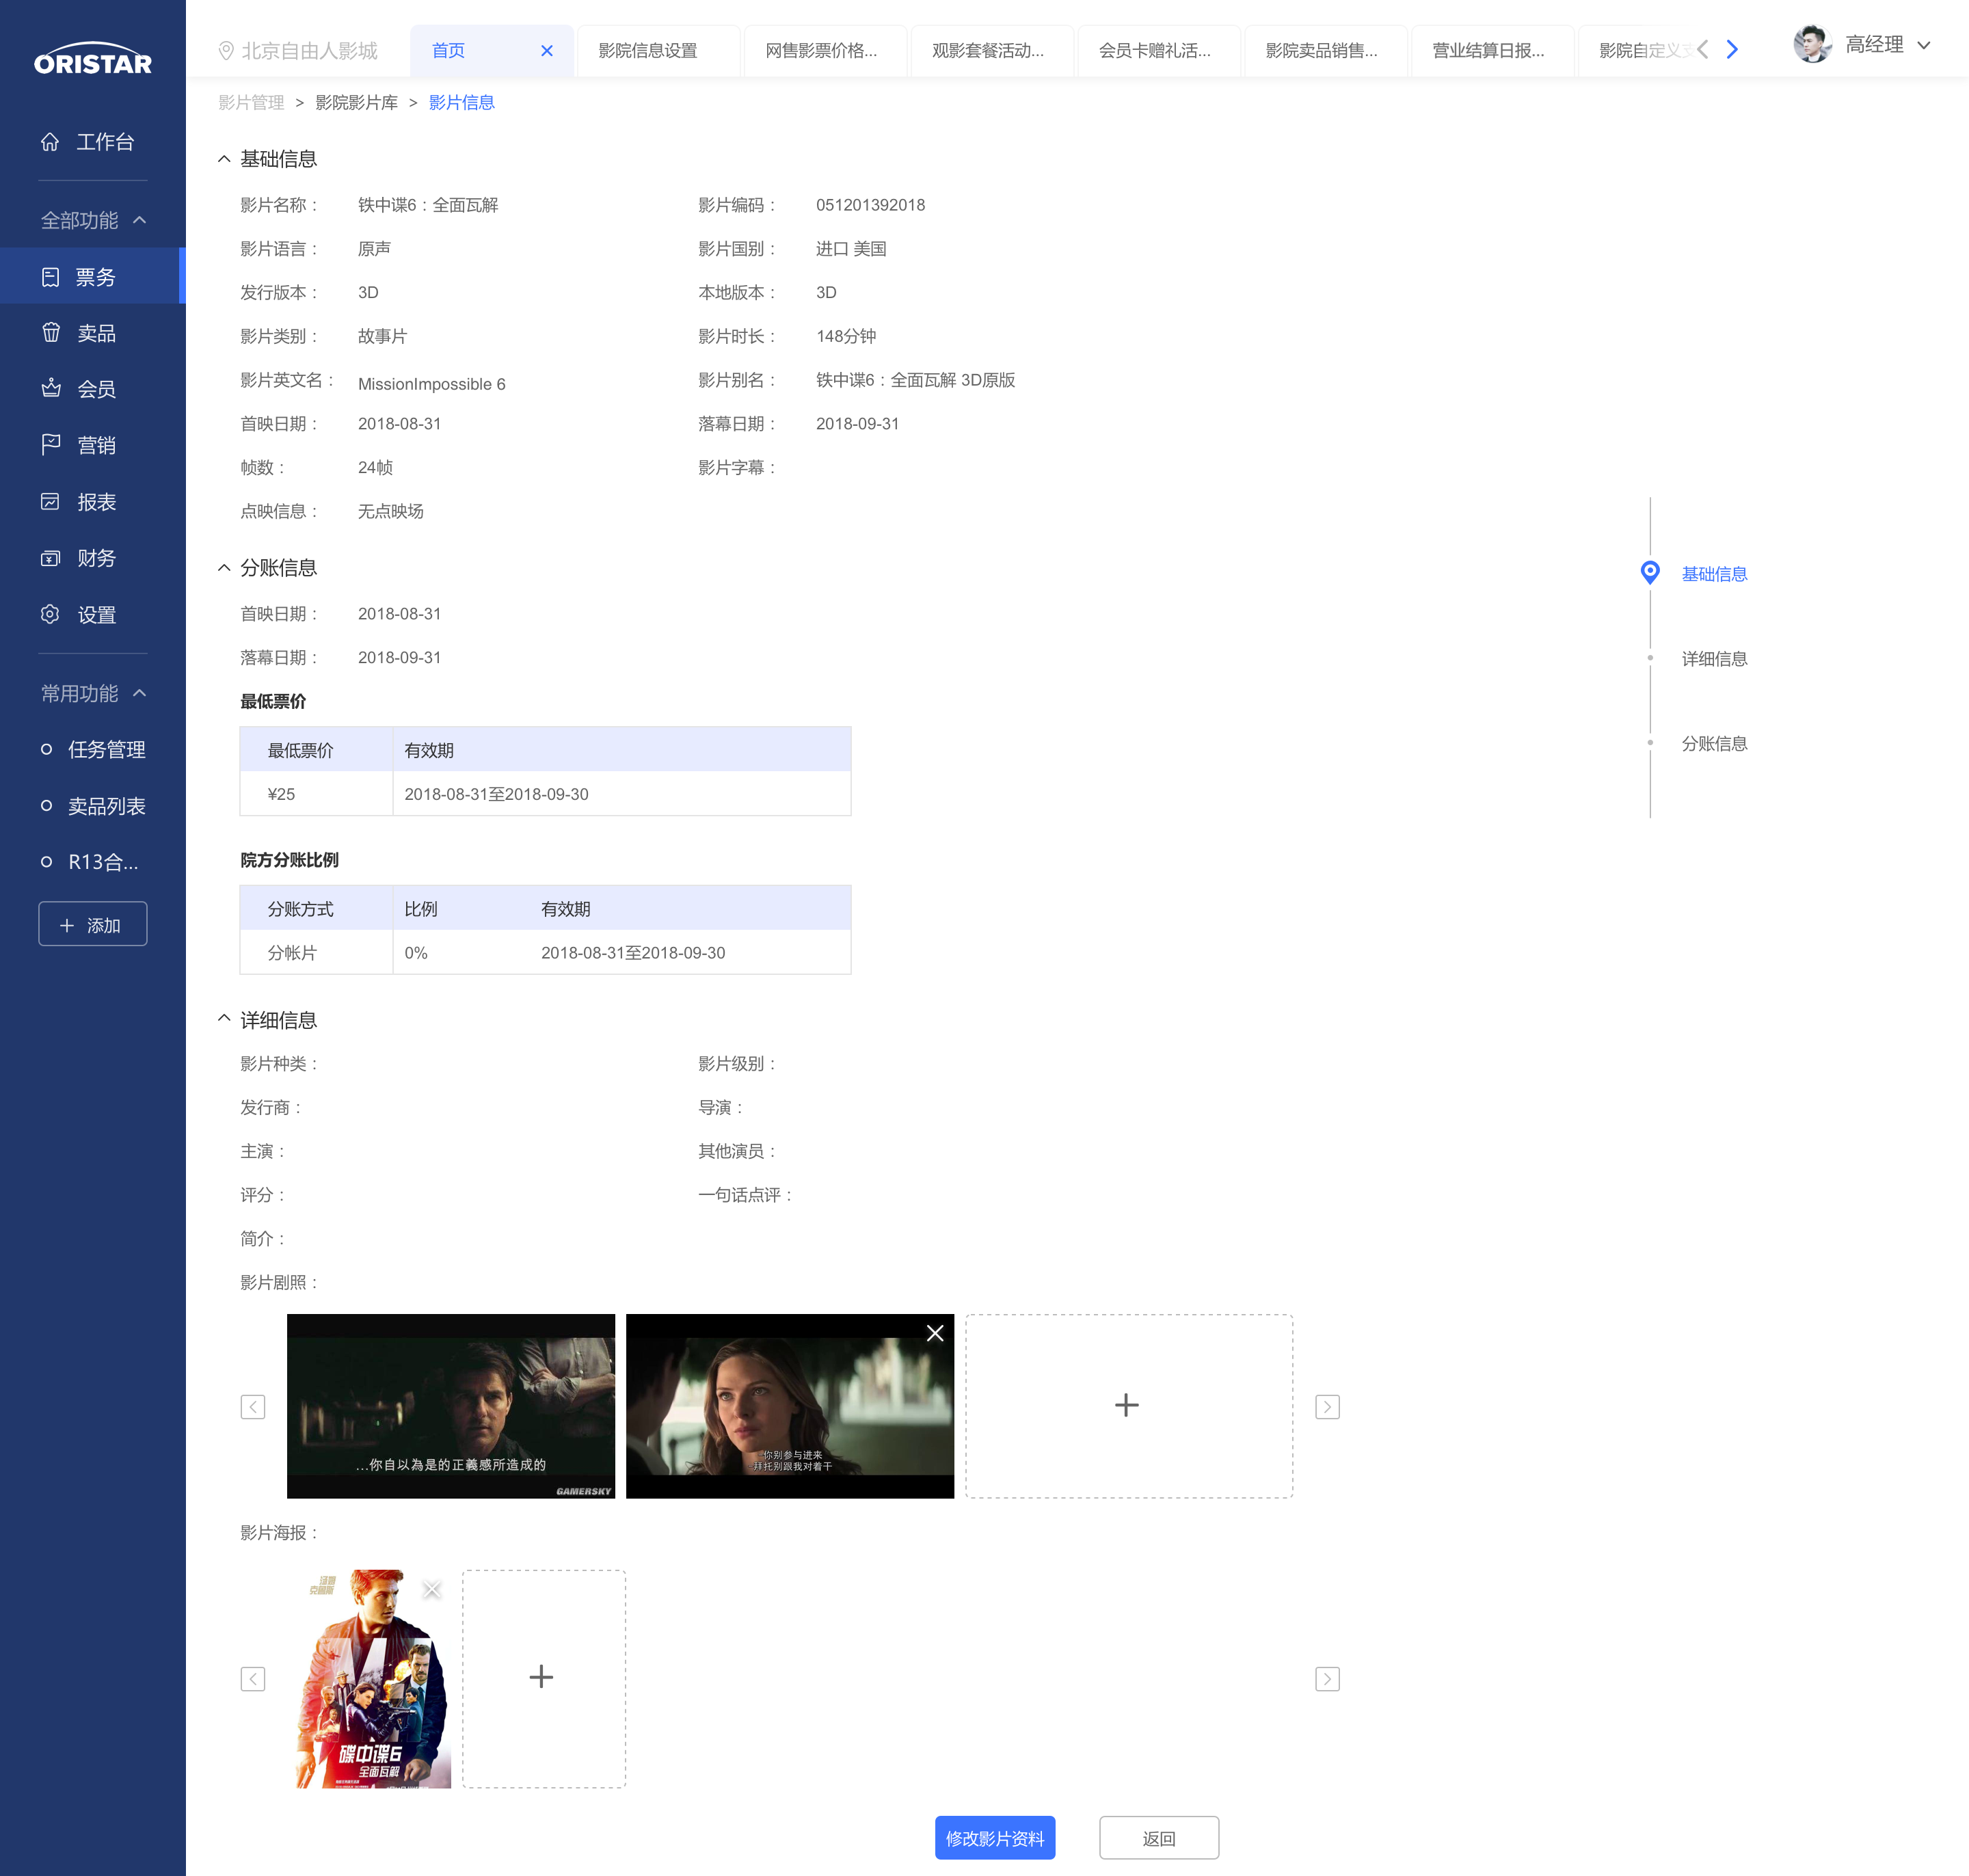 ORISTAR
工作台
全部功能
票务
卖品
会员
营销
报表
财务
设置
常用功能
任务管理
卖品列表
R13合...
添加
北京自由人影城
首页
影院信息设置
网售影票价格...
观影套餐活动...
会员卡赠礼活...
影院卖品销售...
营业结算日报...
影院自定义支
高经理
影片管理 > 影院影片库 > 影片信息
基础信息
影片名称： 铁中谍6：全面瓦解 影片编码： 051201392018
影片语言： 原声 影片国别： 进口 美国
发行版本： 3D 本地版本： 3D
影片类别： 故事片 影片时长： 148分钟
影片英文名： MissionImpossible 6 影片别名： 铁中谍6：全面瓦解 3D原版
首映日期： 2018-08-31 落幕日期： 2018-09-31
帧数： 24帧 影片字幕：
点映信息： 无点映场
分账信息
首映日期： 2018-08-31
落幕日期： 2018-09-31
最低票价
最低票价 有效期
¥25 2018-08-31至2018-09-30
院方分账比例
分账方式 比例 有效期
分帐片 0% 2018-08-31至2018-09-30
基础信息
详细信息
分账信息
详细信息
影片种类： 影片级别：
发行商： 导演：
主演： 其他演员：
评分： 一句话点评：
简介：
影片剧照：
...你自以為是的正義感所造成的
GAMERSKY
你别参与进来
拜托别跟我对着干
影片海报：
汤姆
克鲁斯
碟中谍6
全面瓦解
修改影片资料
返回